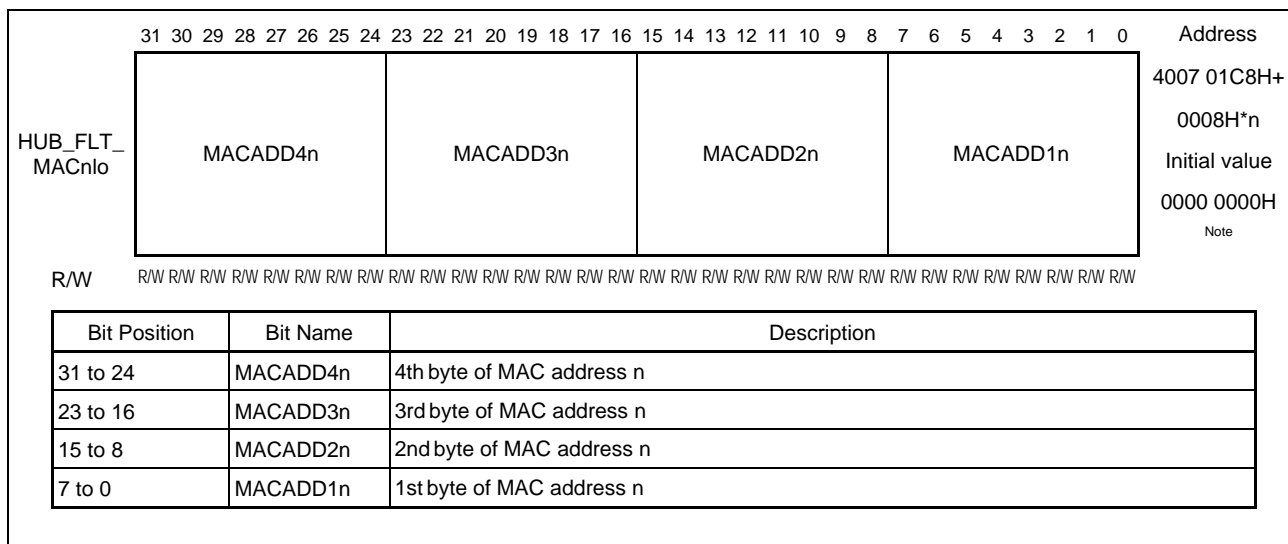 31 30 29 28 27 26 25 24 23 22 21 20 19 18 17 16 15 14 13 12 11 10 9 8 7 6 5 4 3 2 1 0 Address
4007 01C8H+
0008H*n
HUB_FLT_
MACnlo
MACADD4n MACADD3n MACADD2n MACADD1n
Initial value
0000 0000H
Note
R/W R/W R/W R/W R/W R/W R/W R/W R/W R/W R/W R/W R/W R/W R/W R/W R/W R/W R/W R/W R/W R/W R/W R/W R/W R/W R/W R/W R/W R/W R/W R/W R/W
Bit Position Bit Name Description
31 to 24 MACADD4n 4th byte of MAC address n
23 to 16 MACADD3n 3rd byte of MAC address n
15 to 8 MACADD2n 2nd byte of MAC address n
7 to 0 MACADD1n 1st byte of MAC address n